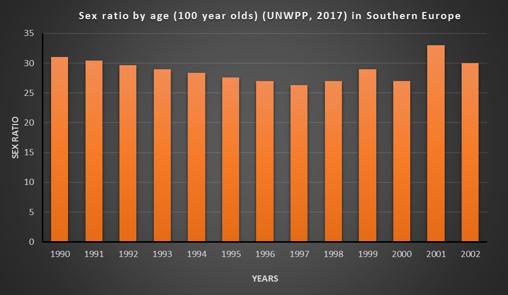 Sex ratio by age (100 year olds) (UNWPP, 2017) in Southern Europe
35
30
25
20
15
10
5
0
SEX RATIO
1990 1991 1992 1993 1994 1995 1996 1997 1998 1999 2000 2001 2002
YEARS